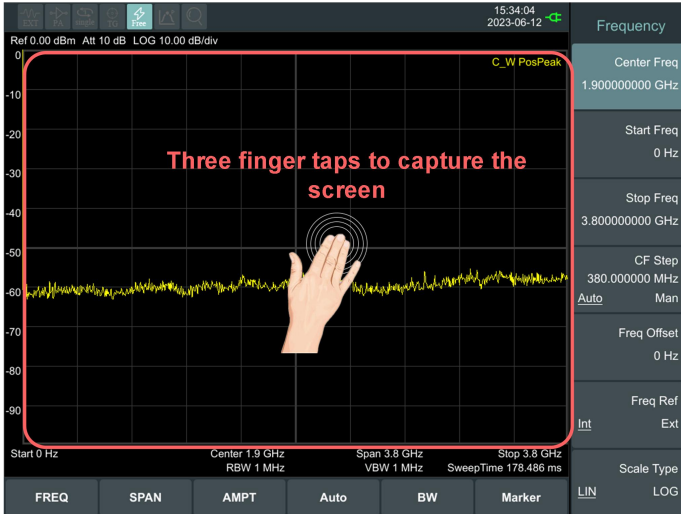 15:34:04
EXT PA single TG Free
2023-06-12
Ref 0.00 dBm Att 10 dB LOG 10.00 dB/div
C_W PosPeak
0
-10
-20
-30
-40
-50
-60
-70
-80
-90
Three finger taps to capture the
screen
Start 0 Hz Center 1.9 GHz Span 3.8 GHz Stop 3.8 GHz
RBW 1 MHz VBW 1 MHz SweepTime 178.486 ms
FREQ SPAN AMPT Auto BW Marker
Frequency
Center Freq
1.900000000 GHz
Start Freq
0 Hz
Stop Freq
3.800000000 GHz
CF Step
380.000000 MHz
Auto Man
Freq Offset
0 Hz
Freq Ref
Int Ext
Scale Type
LIN LOG